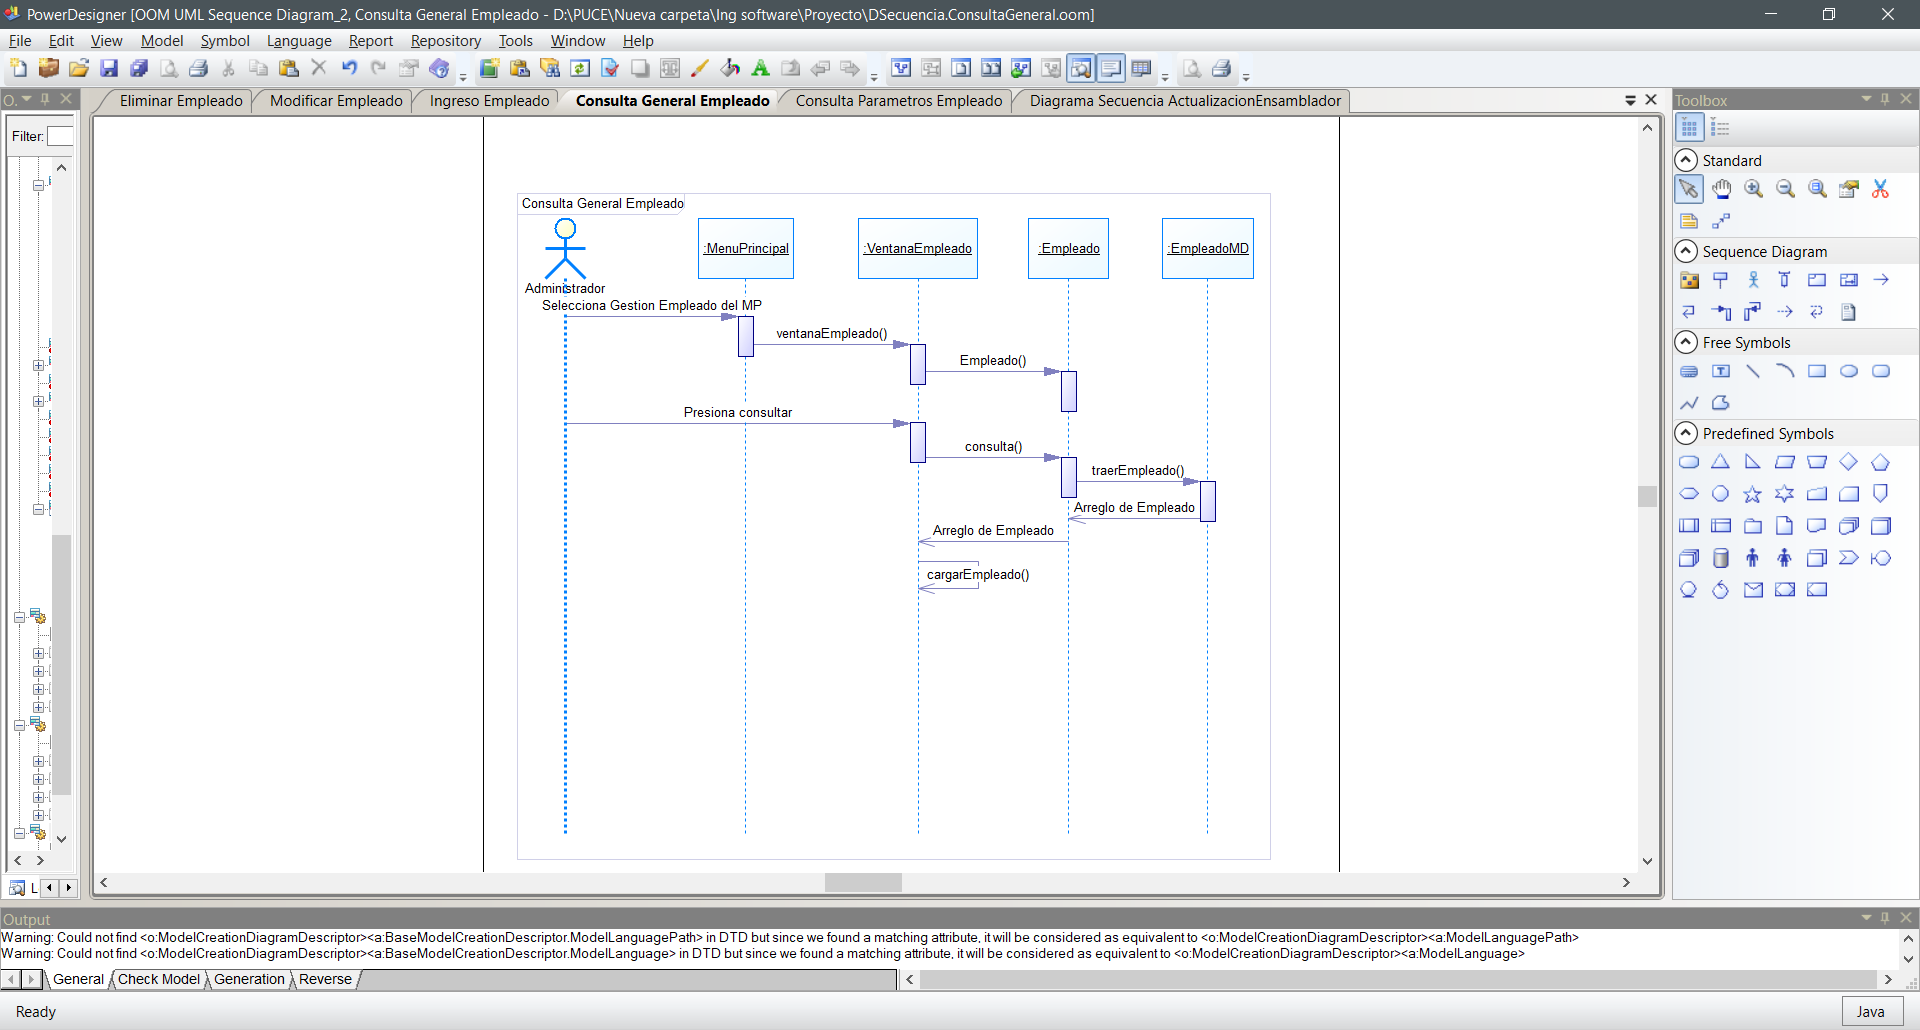 PowerDesigner [OOM UML Sequence Diagram_2, Consulta General Empleado - D:\PUCE\Nueva carpeta\Ing software\Proyecto\DSecuencia.ConsultaGeneral.oom]
File Edit View Model Symbol Language Report Repository Tools Window Help
O. Eliminar Empleado Modificar Empleado Ingreso Empleado Consulta General Empleado Consulta Parametros Empleado Diagrama Secuencia ActualizacionEnsamblador
Toolbox
Filter:
Standard
Sequence Diagram
Free Symbols
Predefined Symbols
Consulta General Empleado
:MenuPrincipal :VentanaEmpleado :Empleado :EmpleadoMD
Administrador
Selecciona Gestion Empleado del MP
ventanaEmpleado()
Empleado()
Presiona consultar
consulta()
traerEmpleado()
Arreglo de Empleado
Arreglo de Empleado
cargarEmpleado()
L
Output
Warning: Could not find <o:ModelCreationDiagramDescriptor><a:BaseModelCreationDescriptor.ModelLanguagePath> in DTD but since we found a matching attribute, it will be considered as equivalent to <o:ModelCreationDiagramDescriptor><a:ModelLanguagePath>
Warning: Could not find <o:ModelCreationDiagramDescriptor><a:BaseModelCreationDescriptor.ModelLanguage> in DTD but since we found a matching attribute, it will be considered as equivalent to <o:ModelCreationDiagramDescriptor><a:ModelLanguage>
General Check Model Generation Reverse
Ready
Java